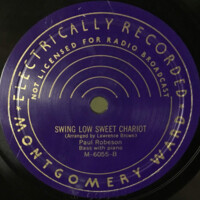 ELECTRICALLY RECORDED
NOT LICENSED FOR RADIO BROADCAST
SWING LOW SWEET CHARIOT
(Arranged by Lawrence Brown)
Paul Robeson
Bass with piano
M-6055-B
MONTGOMERY WARD